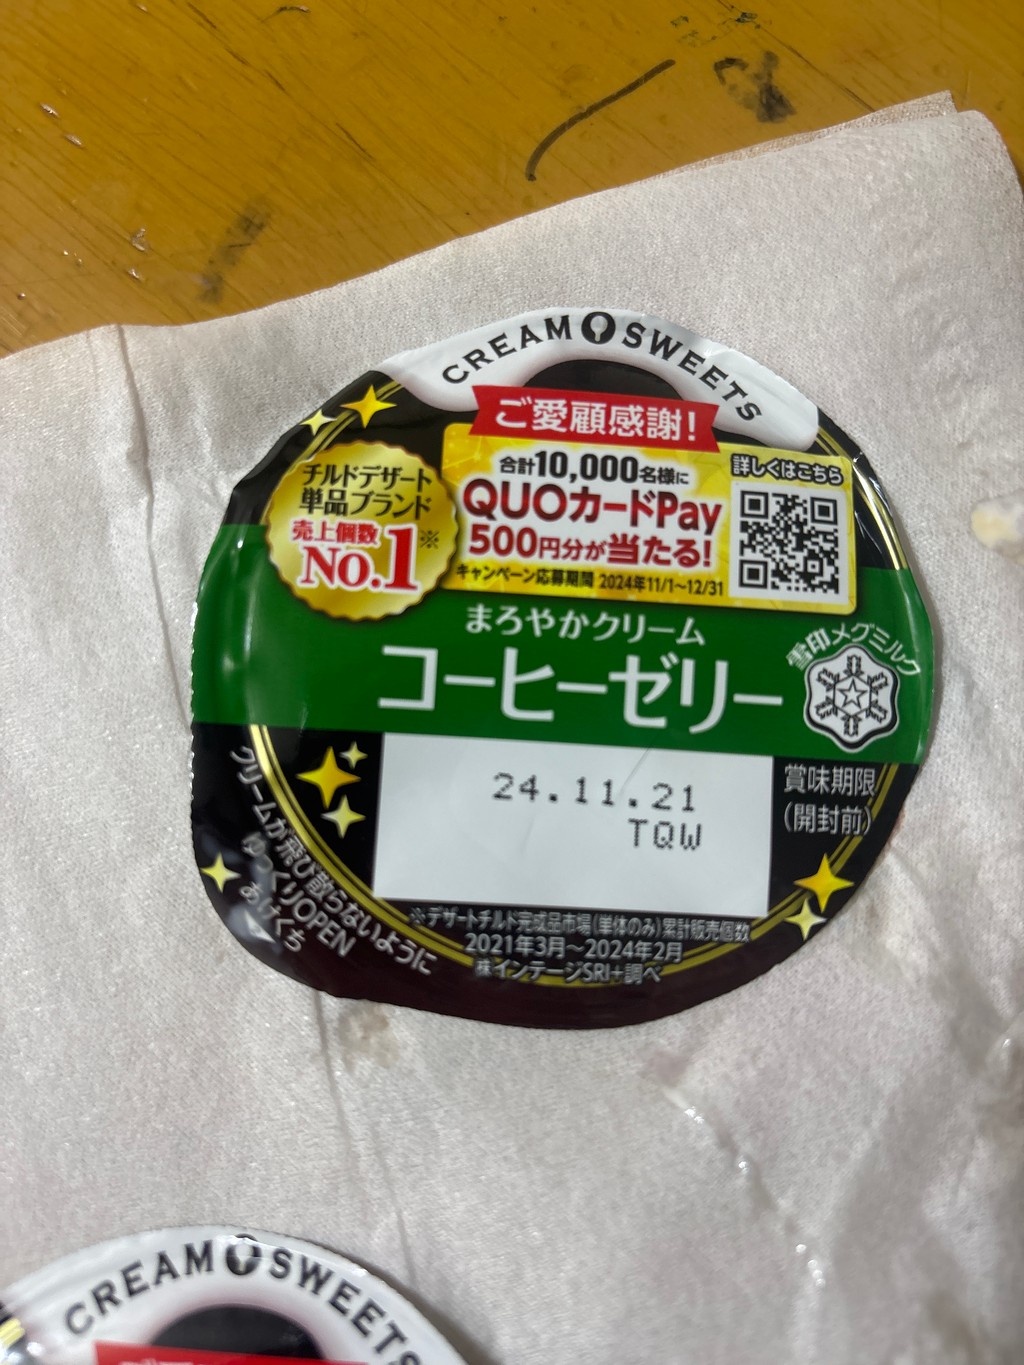 CREAM SWEETS
ご愛顧感謝!
チルドデザート
単品ブランド
売上個数
No.1※
合計10,000名様に
QUOカードPay
500円分が当たる!
キャンペーン応募期間 2024年11/1~12/31
詳しくはこちら
まろやかクリーム
コーヒーゼリー
雪印メグミルク
24.11.21
TQW
賞味期限
(開封前)
クリームが飛び散らないように
ゆっくりOPEN
あけくち
※デザートチルド完成品市場(単体のみ)累計販売個数
2021年3月~2024年2月
㈱インテージSRI+調べ
CREAM SWEETS